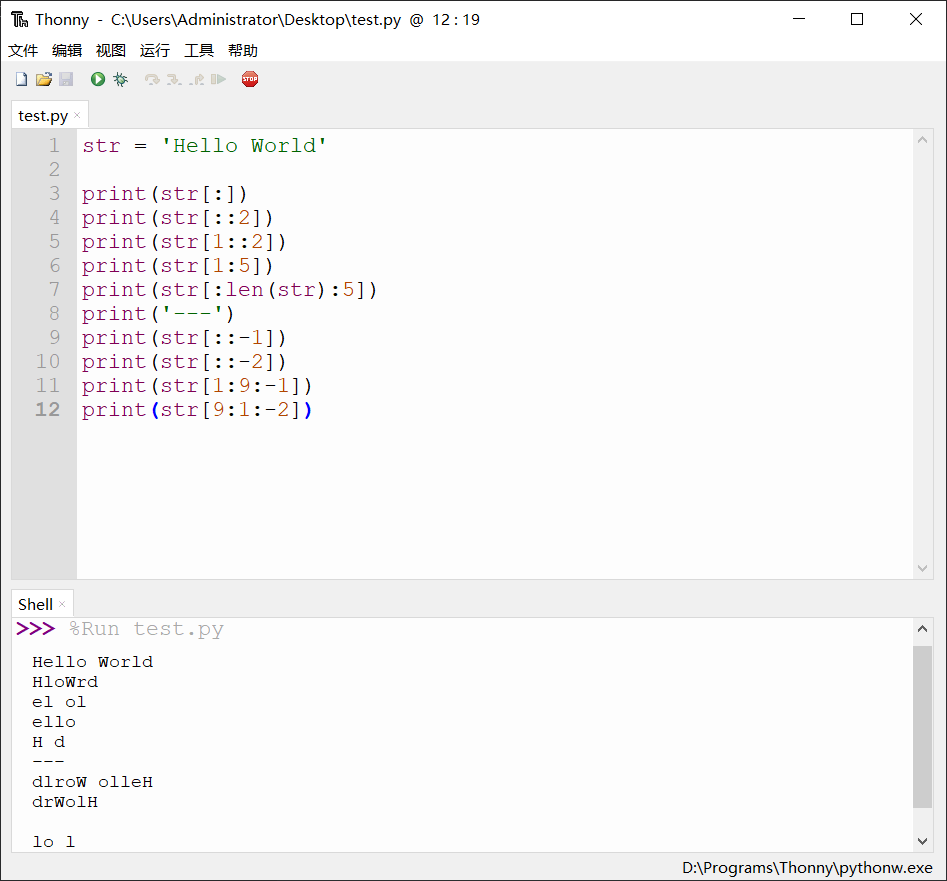 Thonny - C:\Users\Administrator\Desktop\test.py @ 12 : 19
文件 编辑 视图 运行 工具 帮助
STOP
test.py ×
1 str = 'Hello World'
2
3 print(str[:])
4 print(str[::2])
5 print(str[1::2])
6 print(str[1:5])
7 print(str[:len(str):5])
8 print('---')
9 print(str[::-1])
10 print(str[::-2])
11 print(str[1:9:-1])
12 print(str[9:1:-2])
Shell ×
>>> %Run test.py
Hello World
HloWrd
el ol
ello
H d
---
dlroW olleH
drWolH
lo l
D:\Programs\Thonny\pythonw.exe